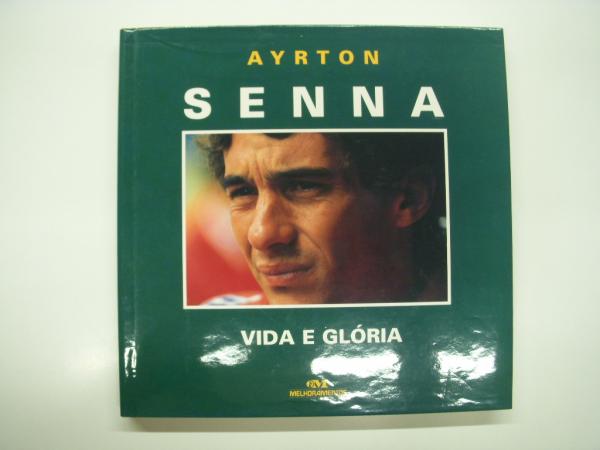 AYRTON
SENNA
VIDA E GLÓRIA
MELHORAMENTOS